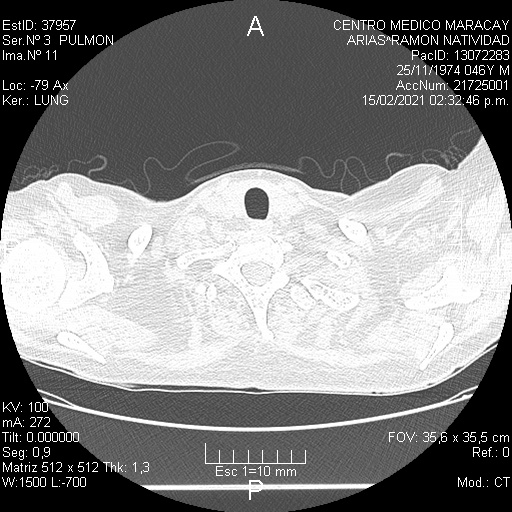 EstID: 37957
Ser.Nº 3 PULMON
Ima.Nº 11
Loc: -79 Ax
Ker.: LUNG
A
CENTRO MEDICO MARACAY
ARIAS^RAMON NATIVIDAD
PacID: 13072283
25/11/1974 046Y M
AccNum: 21725001
15/02/2021 02:32:46 p.m.
KV: 100
mA: 272
Tilt: 0.000000
Seg: 0,9
Matriz 512 x 512 Thk: 1,3
W:1500 L:-700
Esc 1=10 mm
P
FOV: 35,6 x 35,5 cm
Ref.: 0
Mod.: CT